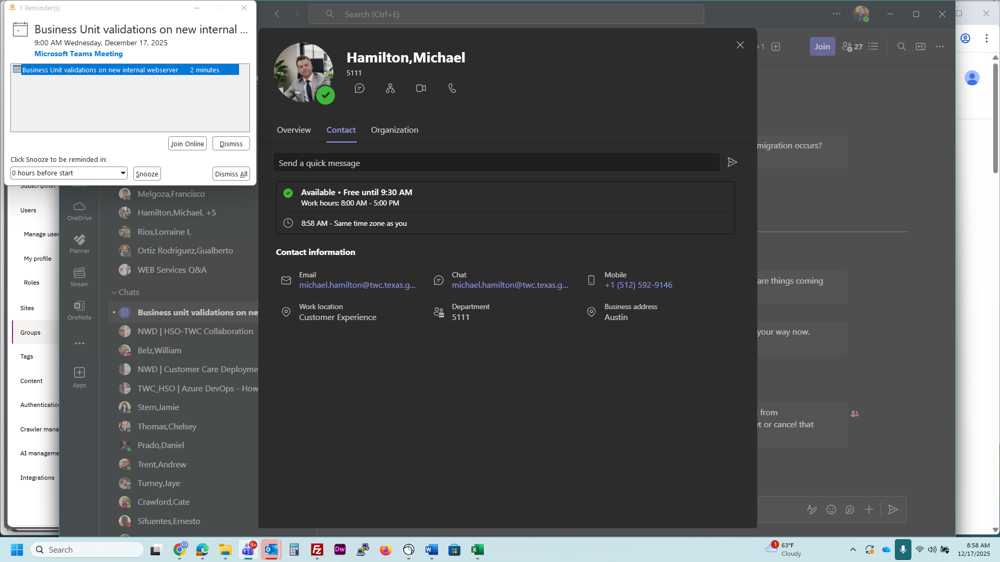 1 Reminder(s)
Business Unit validations on new internal ...
9:00 AM Wednesday, December 17, 2025
Microsoft Teams Meeting
Business Unit validations on new internal webserver 2 minutes
Join Online
Dismiss
Click Snooze to be reminded in:
0 hours before start
Snooze
Dismiss All
Subscription
Users
Manage user
My profile
Roles
Sites
Groups
Tags
Content
Authenticatio
Crawler mana
AI manageme
Integrations
OneDrive
Planner
Stream
OneNote
Apps
Melgoza,Francisco
Hamilton,Michael, +5
Rios,Lorraine L
Ortiz Rodriguez,Gualberto
WEB Services Q&A
Chats
Business unit validations on ne
NWD | HSO-TWC Collaboration
Belz,William
NWD | Customer Care Deployme
TWC_HSO | Azure DevOps - How
Stern,Jamie
Thomas,Chelsey
Prado,Daniel
Trent,Andrew
Turney,Jaye
Crawford,Cate
Sifuentes,Ernesto
Search (Ctrl+E)
Hamilton,Michael
5111
Overview Contact Organization
Send a quick message
Available • Free until 9:30 AM
Work hours: 8:00 AM - 5:00 PM
8:58 AM - Same time zone as you
Contact information
Email
michael.hamilton@twc.texas.g...
Chat
michael.hamilton@twc.texas.g...
Mobile
+1 (512) 592-9146
Work location
Customer Experience
Department
5111
Business address
Austin
+1
Join
27
migration occurs?
are things coming
your way now.
from
et or cancel that
Search
9+
Dw
1
63°F
Cloudy
8:58 AM
12/17/2025